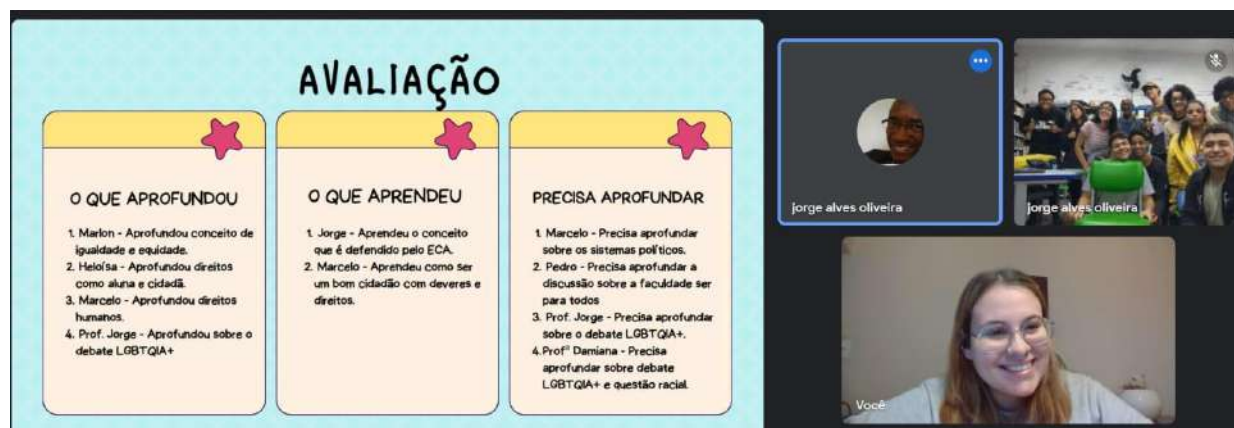 AVALIAÇÃO
O QUE APROFUNDOU
1. Marlon - Aprofundou conceito de
igualdade e equidade.
2. Heloísa - Aprofundou direitos
como aluna e cidadã.
3. Marcelo - Aprofundou direitos
humanos.
4. Prof. Jorge - Aprofundou sobre o
debate LGBTQIA+
O QUE APRENDEU
1. Jorge - Aprendeu o conceito
que é defendido pelo ECA.
2. Marcelo - Aprendeu como ser
um bom cidadão com deveres e
direitos.
PRECISA APROFUNDAR
1. Marcelo - Precisa aprofundar
sobre os sistemas políticos.
2. Pedro - Precisa aprofundar a
discussão sobre a faculdade ser
para todos
3. Prof. Jorge - Precisa aprofundar
sobre o debate LGBTQIA+.
4.Profª Damiana - Precisa
aprofundar sobre debate
LGBTQIA+ e questão racial.
jorge alves oliveira
jorge alves oliveira
Você